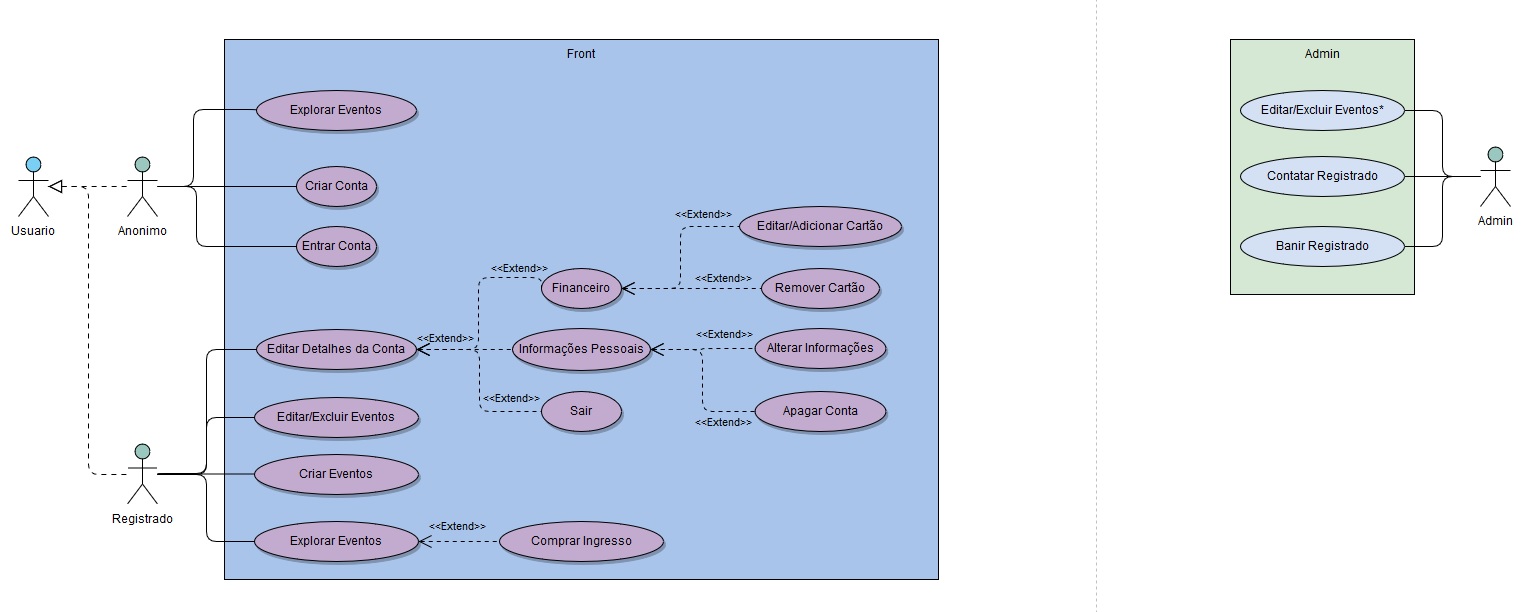 Front
Admin
Explorar Eventos
Editar/Excluir Eventos*
Criar Conta
Contatar Registrado
Usuario
Anonimo
Admin
Entrar Conta
Banir Registrado
<<Extend>>
Editar/Adicionar Cartão
<<Extend>>
Financeiro
<<Extend>>
Remover Cartão
<<Extend>>
Editar Detalhes da Conta
Informações Pessoais
<<Extend>>
Alterar Informações
<<Extend>>
Sair
Apagar Conta
<<Extend>>
Editar/Excluir Eventos
Criar Eventos
Registrado
<<Extend>>
Explorar Eventos
Comprar Ingresso